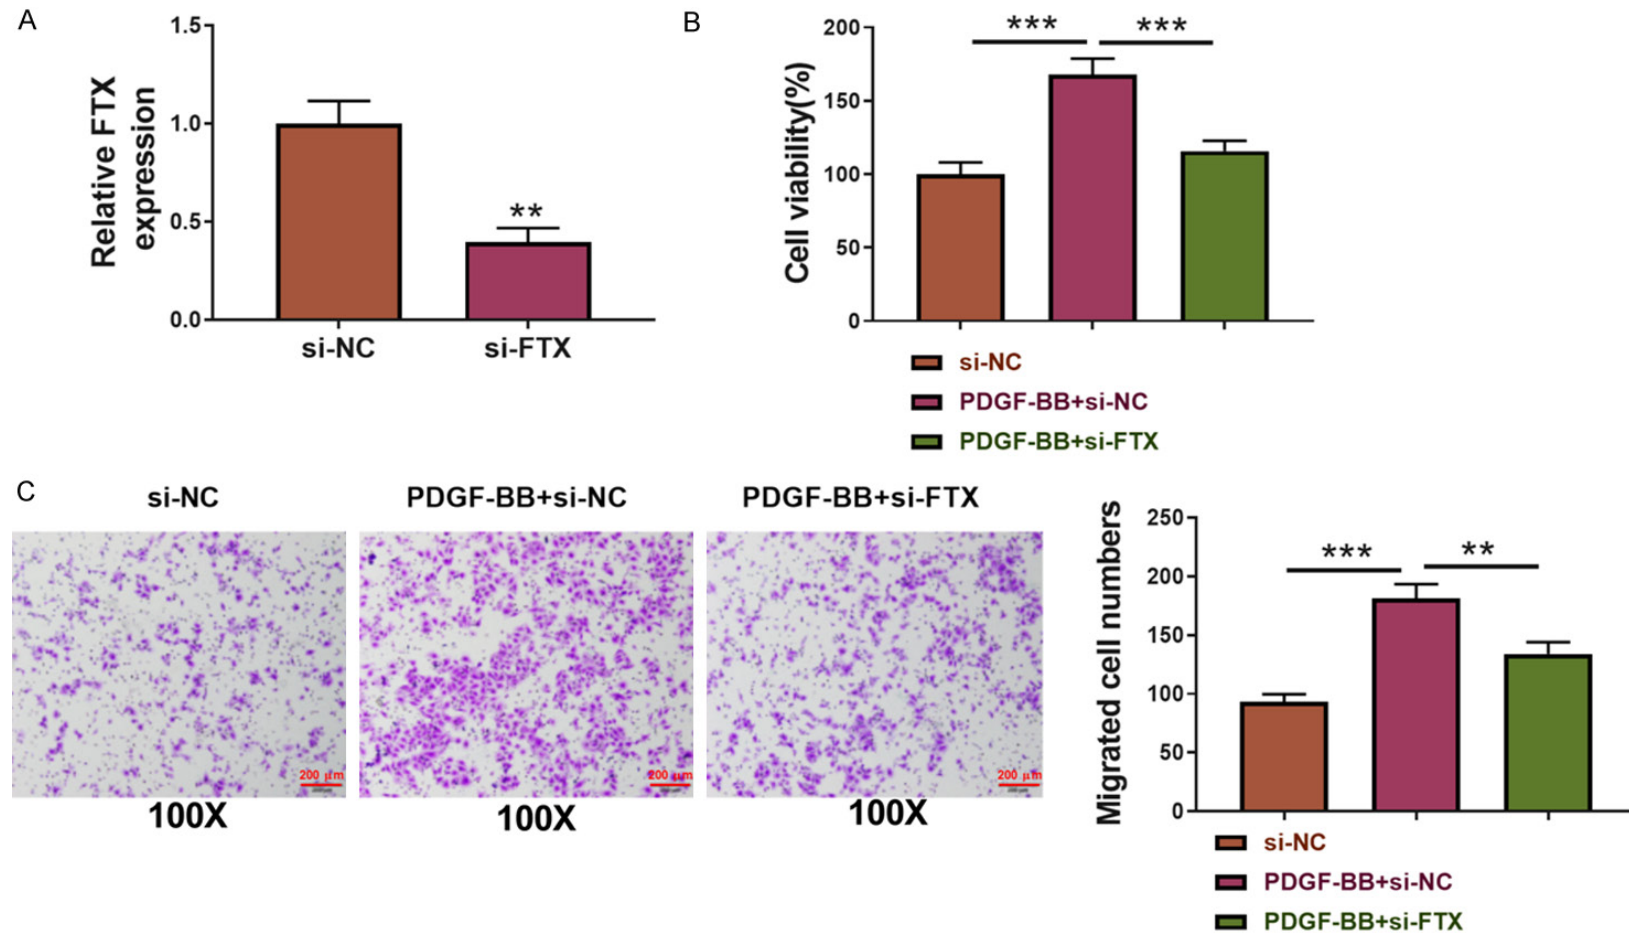 A
Relative FTX
expression
1.5
1.0
0.5
0.0
**
si-NC
si-FTX
B
Cell viability(%)
200
150
100
50
0
***
***
si-NC
PDGF-BB+si-NC
PDGF-BB+si-FTX
C
si-NC
PDGF-BB+si-NC
PDGF-BB+si-FTX
200 μm
200 μm
200 μm
100X
100X
100X
Migrated cell numbers
250
200
150
100
50
0
***
**
si-NC
PDGF-BB+si-NC
PDGF-BB+si-FTX